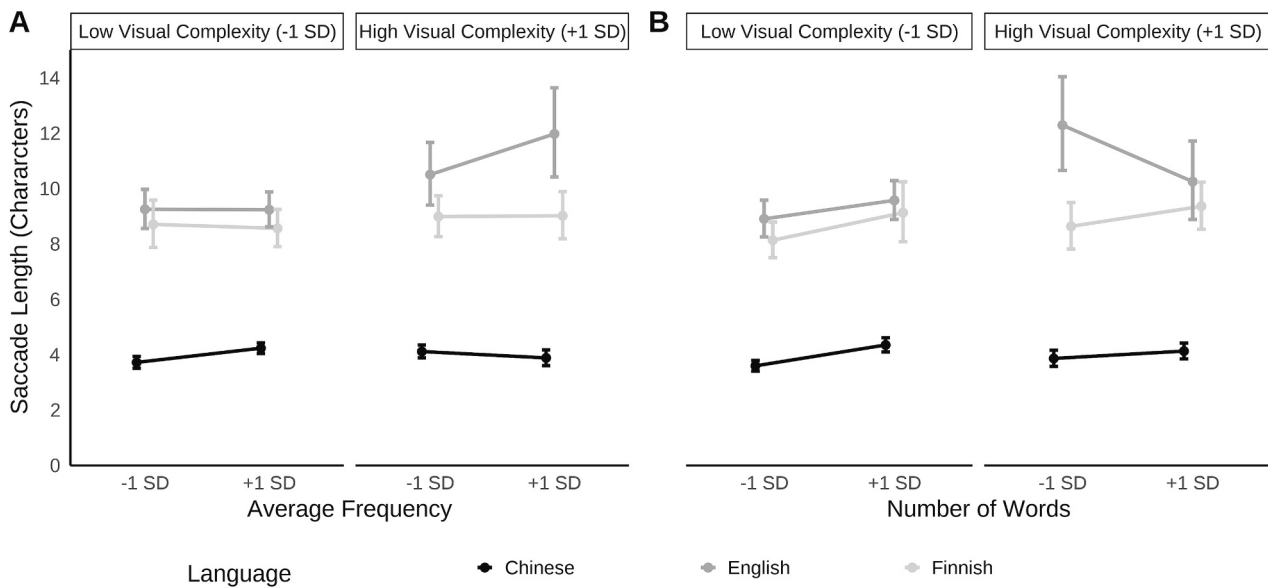 A
Low Visual Complexity (-1 SD)
High Visual Complexity (+1 SD)
B
Low Visual Complexity (-1 SD)
High Visual Complexity (+1 SD)
Saccade Length (Chararcters)
14
12
10
8
6
4
2
0
-1 SD
+1 SD
-1 SD
+1 SD
-1 SD
+1 SD
-1 SD
+1 SD
Average Frequency
Number of Words
Language
Chinese
English
Finnish